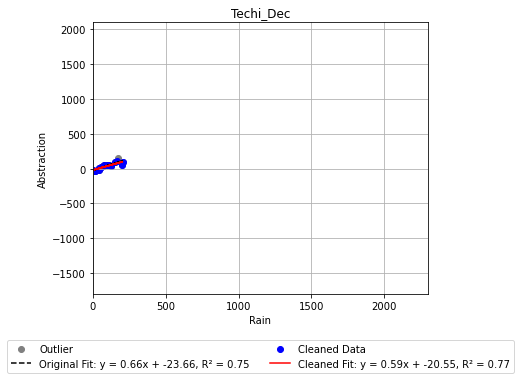 Techi_Dec
2000
1500
1000
500
0
−500
−1000
−1500
Abstraction
0 500 1000 1500 2000
Rain
Outlier Cleaned Data
Original Fit: y = 0.66x + -23.66, R² = 0.75 Cleaned Fit: y = 0.59x + -20.55, R² = 0.77